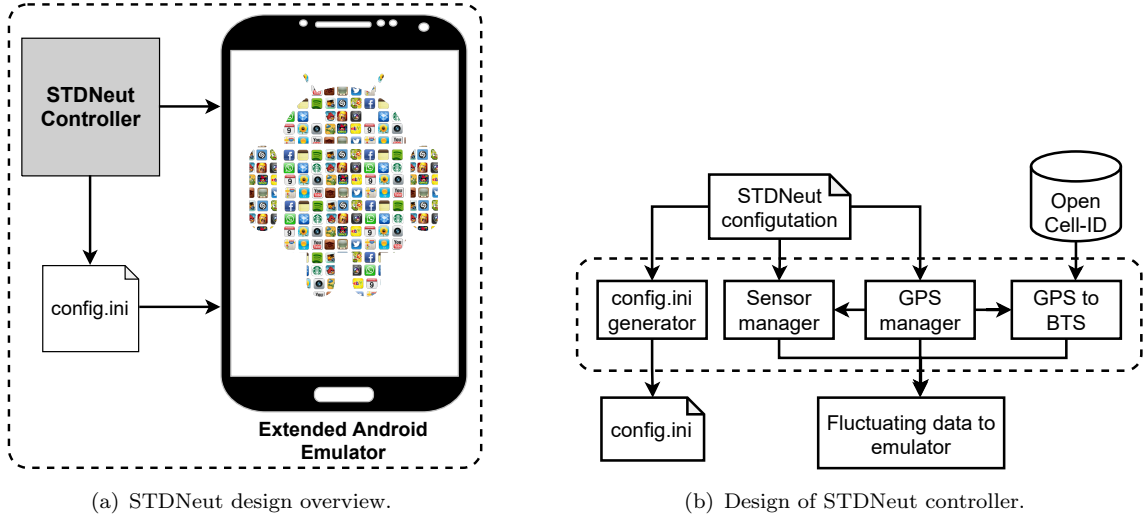 STDNeut
Controller
config.ini
Extended Android
Emulator
(a) STDNeut design overview.
STDNeut
configutation
Open
Cell-ID
config.ini
generator
Sensor
manager
GPS
manager
GPS to
BTS
config.ini
Fluctuating data to
emulator
(b) Design of STDNeut controller.